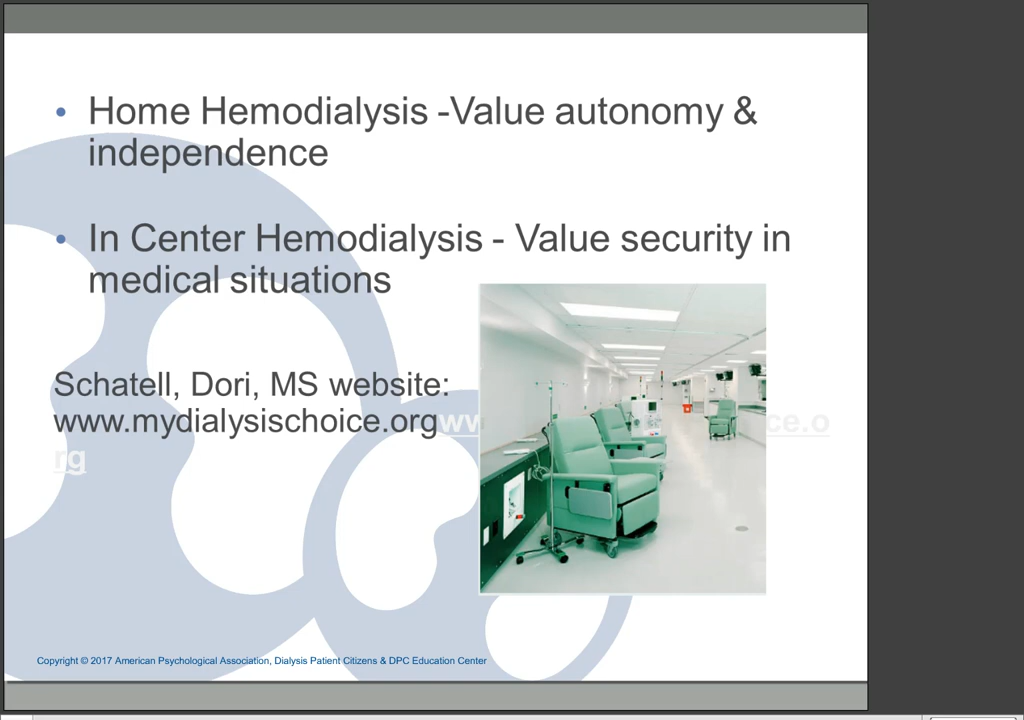 • Home Hemodialysis -Value autonomy &
independence
• In Center Hemodialysis - Value security in
medical situations
Schatell, Dori, MS website:
www.mydialysischoice.org
rg
Copyright © 2017 American Psychological Association, Dialysis Patient Citizens & DPC Education Center